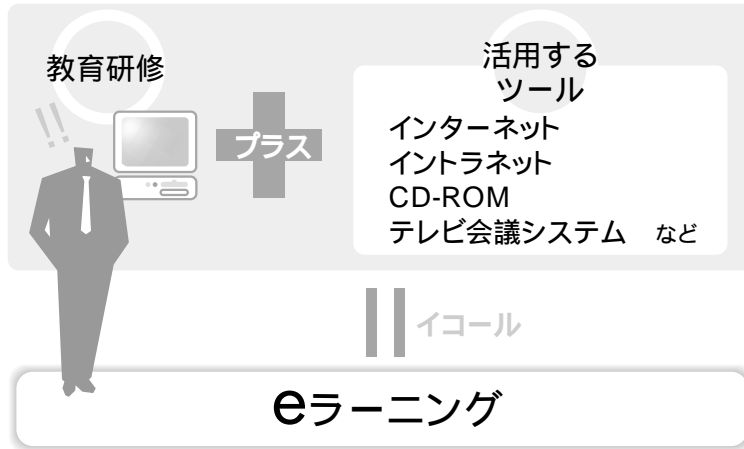 教育研修
!!
プラス
活用する
ツール
インターネット
イントラネット
CD-ROM
テレビ会議システム など
イコール
eラーニング